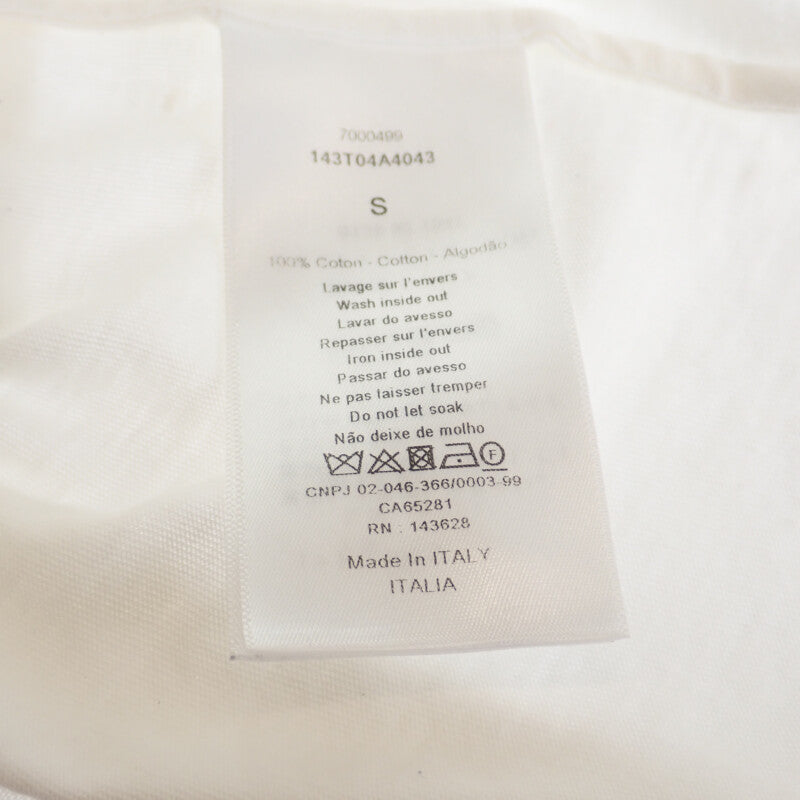 7000499
143T04A4043
S
100% Coton - Cotton - Algodão
Lavage sur l'envers
Wash inside out
Lavar do avesso
Repasser sur l'envers
Iron inside out
Passar do avesso
Ne pas laisser tremper
Do not let soak
Não deixe de molho
F
CNPJ 02-046-366/0003-99
CA65281
RN : 143628
Made In ITALY
ITALIA